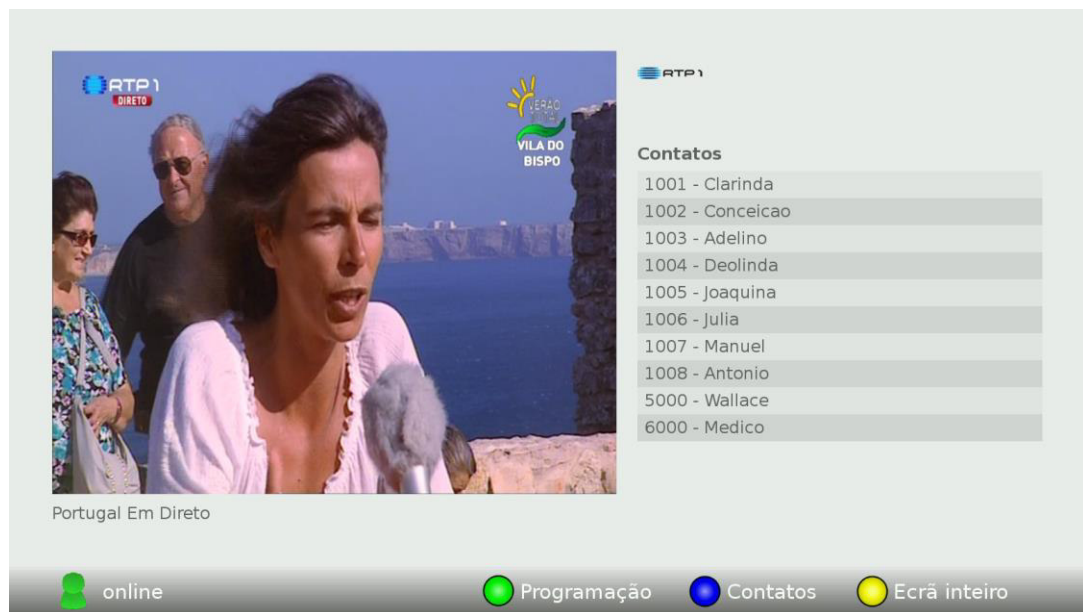 RTP1
DIRETO
VERÃO
VILA DO
BISPO
RTP1
Contatos
1001 - Clarinda
1002 - Conceicao
1003 - Adelino
1004 - Deolinda
1005 - Joaquina
1006 - Julia
1007 - Manuel
1008 - Antonio
5000 - Wallace
6000 - Medico
Portugal Em Direto
online
Programação
Contatos
Ecrã inteiro